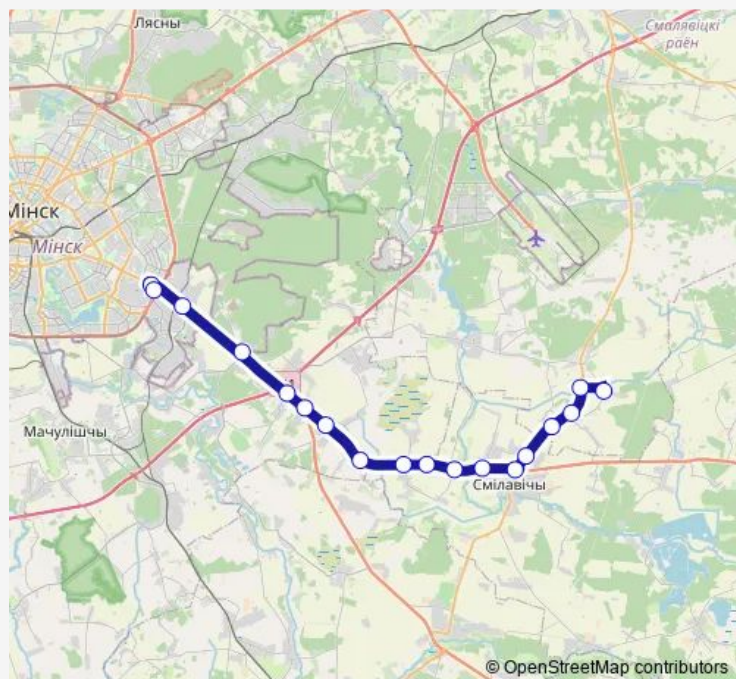 Лясны
Смалявіцкі
раён
Мінск
Мінск
Мачулішчы
Смілавічы
© OpenStreetMap contributors